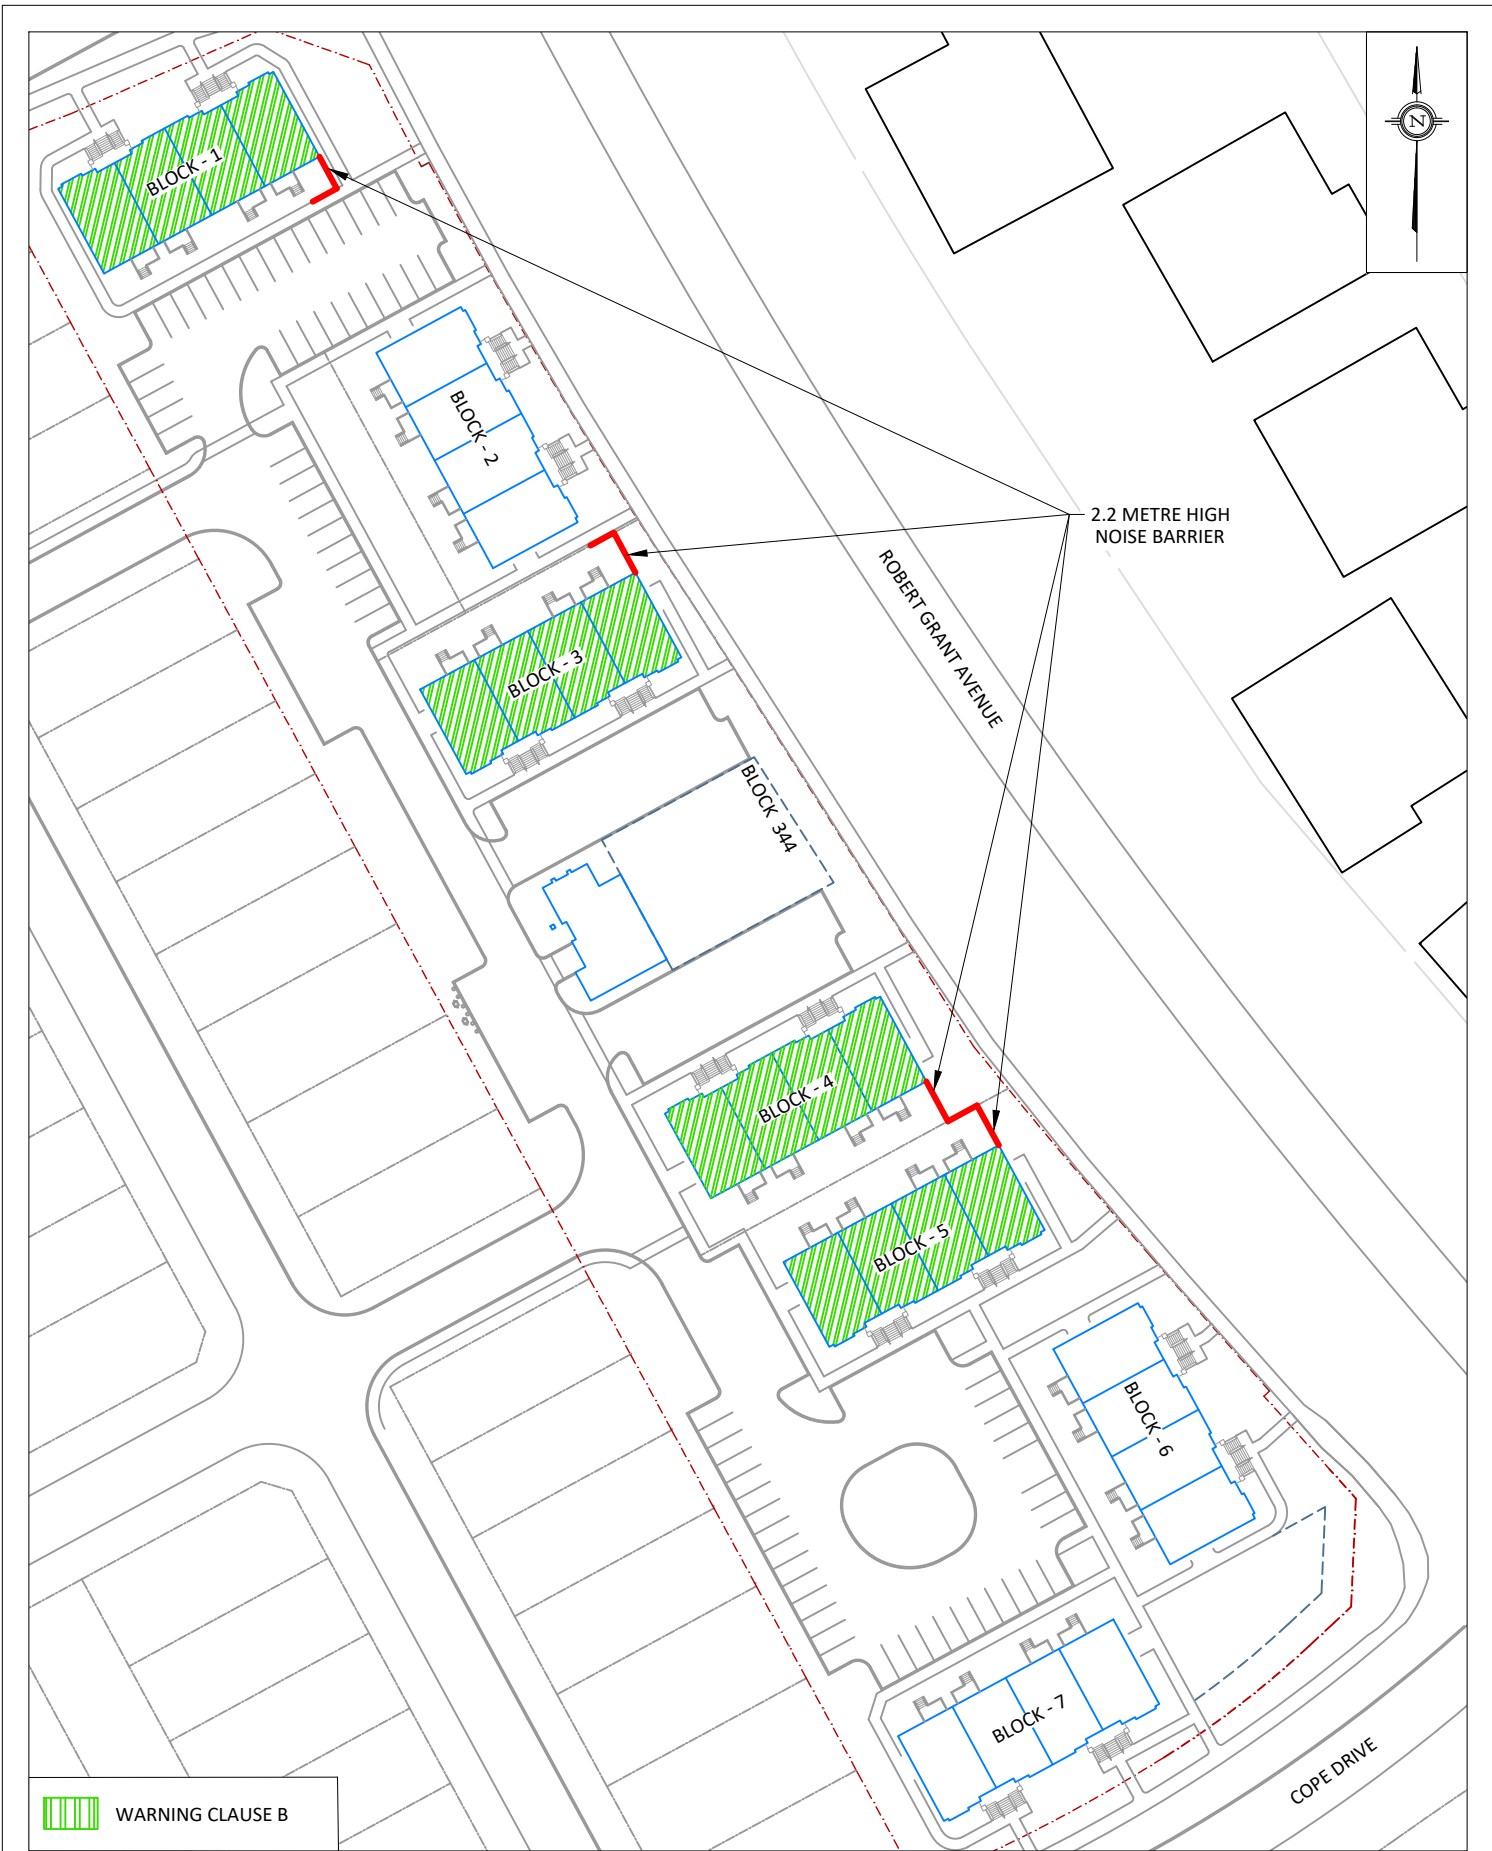 N
BLOCK - 1
BLOCK - 2
2.2 METRE HIGH
NOISE BARRIER
ROBERT GRANT AVENUE
BLOCK - 3
BLOCK 344
BLOCK - 4
BLOCK - 5
BLOCK - 6
BLOCK - 7
COPE DRIVE
WARNING CLAUSE B